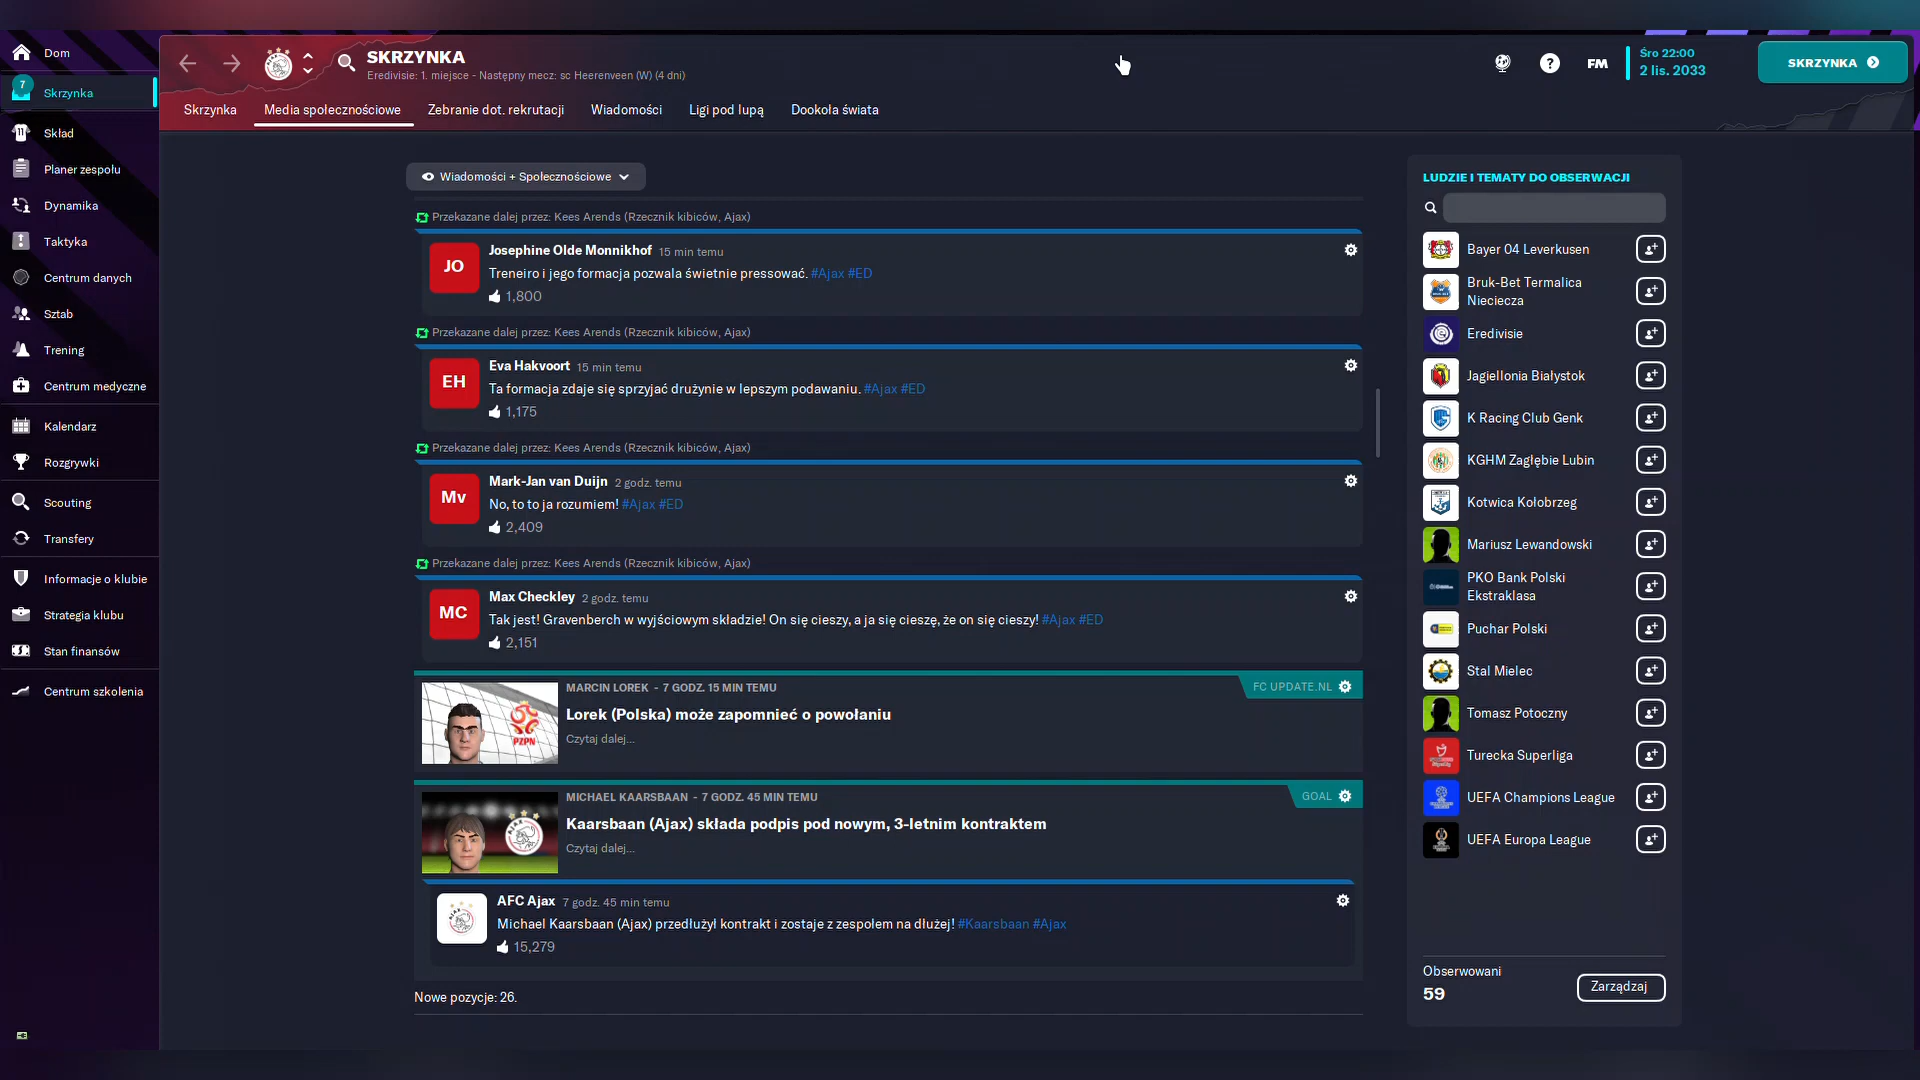 Dom
7
Skrzynka
Skład
Planer zespołu
Dynamika
Taktyka
Centrum danych
Sztab
Trening
Centrum medyczne
Kalendarz
Rozgrywki
Scouting
Transfery
Informacje o klubie
Strategia klubu
Stan finansów
Centrum szkolenia
SKRZYNKA
Eredivisie: 1. miejsce - Następny mecz: sc Heerenveen (W) (4 dni)
FM
Śro 22:00
2 lis. 2033
SKRZYNKA
Skrzynka
Media społecznościowe
Zebranie dot. rekrutacji
Wiadomości
Ligi pod lupą
Dookoła świata
Wiadomości + Społecznościowe
Przekazane dalej przez: Kees Arends (Rzecznik kibiców, Ajax)
JO
Josephine Olde Monnikhof 15 min temu
Treneiro i jego formacja pozwala świetnie pressować. #Ajax #ED
1,800
Przekazane dalej przez: Kees Arends (Rzecznik kibiców, Ajax)
EH
Eva Hakvoort 15 min temu
Ta formacja zdaje się sprzyjać drużynie w lepszym podawaniu. #Ajax #ED
1,175
Przekazane dalej przez: Kees Arends (Rzecznik kibiców, Ajax)
Mv
Mark-Jan van Duijn 2 godz. temu
No, to to ja rozumiem! #Ajax #ED
2,409
Przekazane dalej przez: Kees Arends (Rzecznik kibiców, Ajax)
MC
Max Checkley 2 godz. temu
Tak jest! Gravenberch w wyjściowym składzie! On się cieszy, a ja się cieszę, że on się cieszy! #Ajax #ED
2,151
MARCIN LOREK - 7 GODZ. 15 MIN TEMU
FC UPDATE.NL
Lorek (Polska) może zapomnieć o powołaniu
Czytaj dalej...
PZPN
MICHAEL KAARSBAAN - 7 GODZ. 45 MIN TEMU
GOAL
Kaarsbaan (Ajax) składa podpis pod nowym, 3-letnim kontraktem
Czytaj dalej...
AFC Ajax 7 godz. 45 min temu
Michael Kaarsbaan (Ajax) przedłużył kontrakt i zostaje z zespołem na dłużej! #Kaarsbaan #Ajax
15,279
Nowe pozycje: 26.
LUDZIE I TEMATY DO OBSERWACJI
Bayer 04 Leverkusen
Bruk-Bet Termalica
Nieciecza
Eredivisie
Jagiellonia Białystok
K Racing Club Genk
KGHM Zagłębie Lubin
Kotwica Kołobrzeg
Mariusz Lewandowski
PKO Bank Polski
Ekstraklasa
Puchar Polski
Stal Mielec
Tomasz Potoczny
Turecka Superliga
UEFA Champions League
UEFA Europa League
Obserwowani
59
Zarządzaj